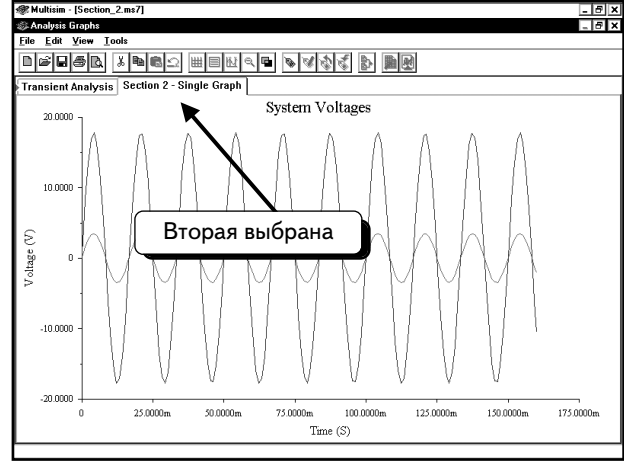 Multisim - [Section_2.ms7]
Analysis Graphs
File Edit View Tools
Transient Analysis
Section 2 - Single Graph
System Voltages
20.0000
10.0000
0
-10.0000
-20.0000
Voltage (V)
Вторая выбрана
0
25.0000m
50.0000m
75.0000m
100.0000m
125.0000m
150.0000m
175.0000m
Time (S)